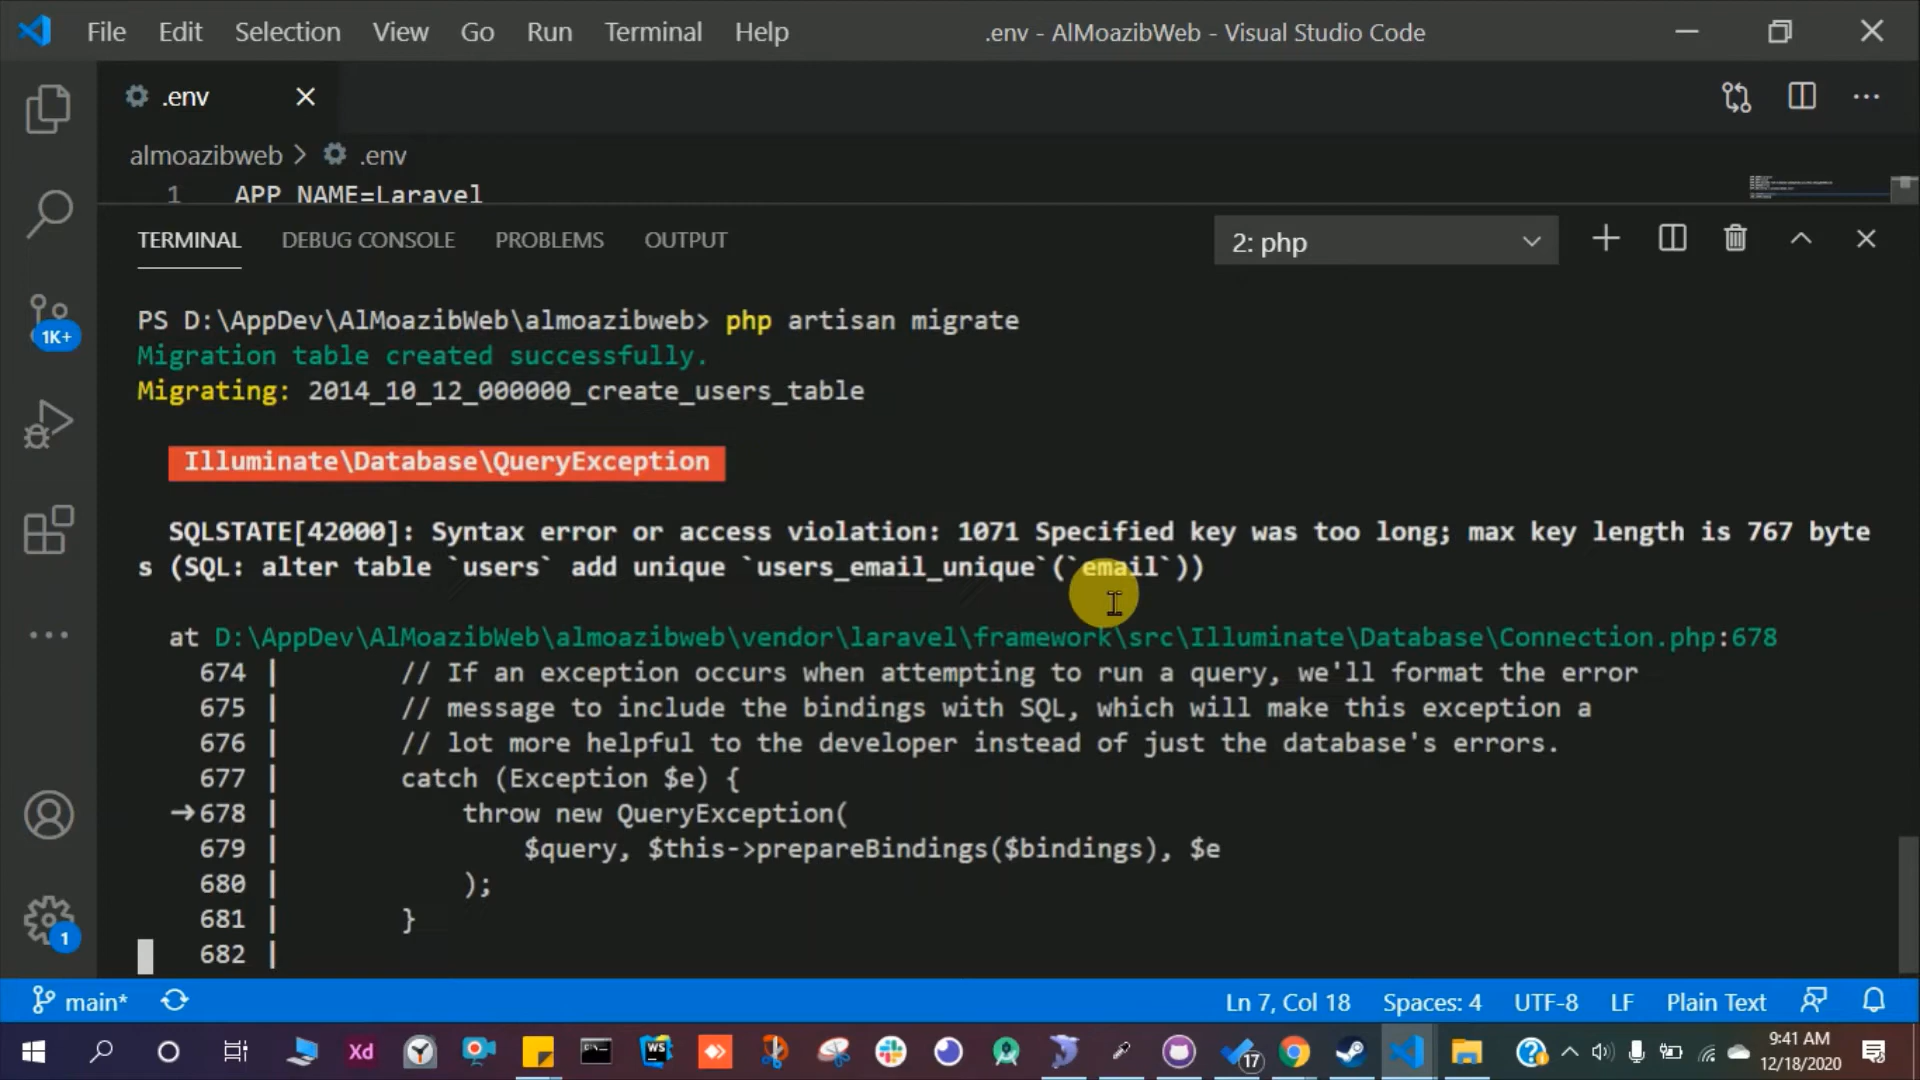 File Edit Selection View Go Run Terminal Help .env - AlMoazibWeb - Visual Studio Code
.env
almoazibweb > .env
1 APP_NAME=Laravel
TERMINAL DEBUG CONSOLE PROBLEMS OUTPUT 2: php
PS D:\AppDev\AlMoazibWeb\almoazibweb> php artisan migrate
Migration table created successfully.
Migrating: 2014_10_12_000000_create_users_table
Illuminate\Database\QueryException
SQLSTATE[42000]: Syntax error or access violation: 1071 Specified key was too long; max key length is 767 byte
s (SQL: alter table `users` add unique `users_email_unique`(`email`))
at D:\AppDev\AlMoazibWeb\almoazibweb\vendor\laravel\framework\src\Illuminate\Database\Connection.php:678
674 | // If an exception occurs when attempting to run a query, we'll format the error
675 | // message to include the bindings with SQL, which will make this exception a
676 | // lot more helpful to the developer instead of just the database's errors.
677 | catch (Exception $e) {
➜678 | throw new QueryException(
679 | $query, $this->prepareBindings($bindings), $e
680 | );
681 | }
682 |
1K+
1
main* Ln 7, Col 18 Spaces: 4 UTF-8 LF Plain Text
Xd WS 17 9:41 AM
12/18/2020